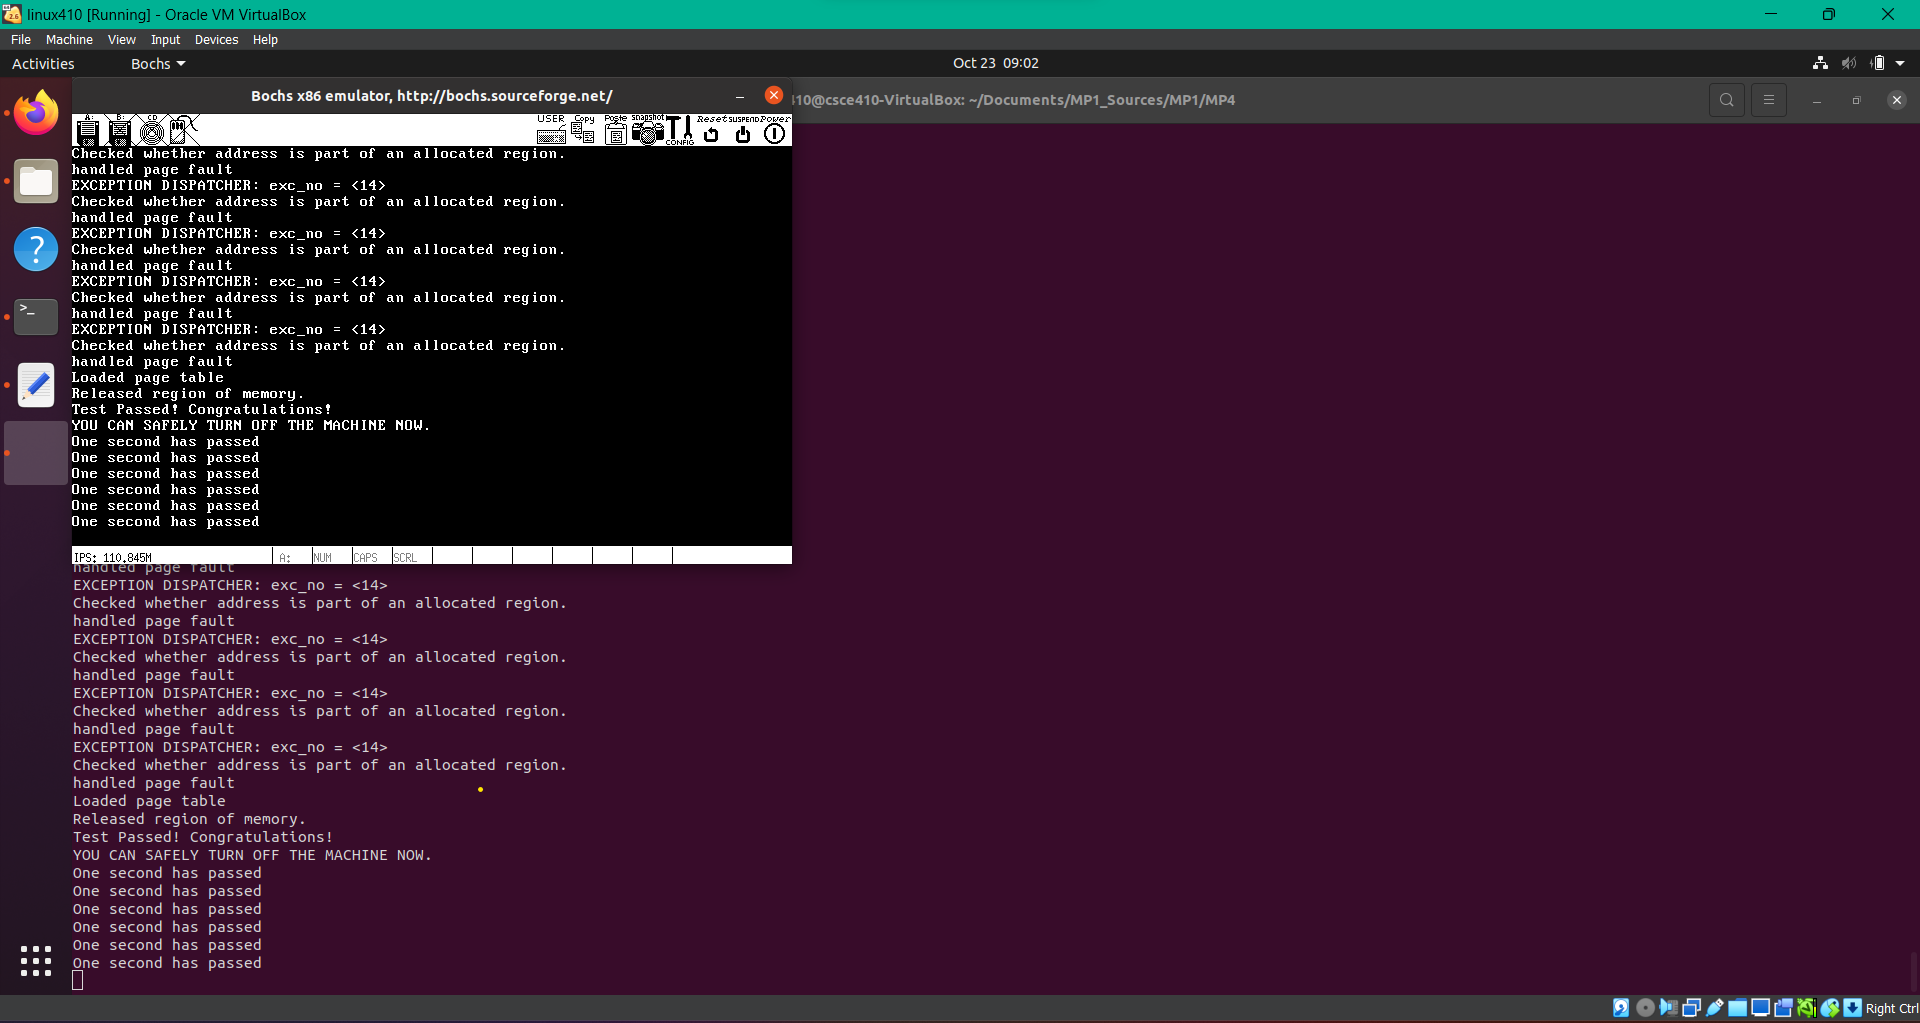 linux410 [Running] - Oracle VM VirtualBox
File Machine View Input Devices Help
Activities Bochs Oct 23 09:02
Bochs x86 emulator, http://bochs.sourceforge.net/
10@csce410-VirtualBox: ~/Documents/MP1_Sources/MP1/MP4
A: B: CD USER Copy Paste snapshot CONFIG Reset SUSPEND Power
Checked whether address is part of an allocated region.
handled page fault
EXCEPTION DISPATCHER: exc_no = <14>
Checked whether address is part of an allocated region.
handled page fault
EXCEPTION DISPATCHER: exc_no = <14>
Checked whether address is part of an allocated region.
handled page fault
EXCEPTION DISPATCHER: exc_no = <14>
Checked whether address is part of an allocated region.
handled page fault
EXCEPTION DISPATCHER: exc_no = <14>
Checked whether address is part of an allocated region.
handled page fault
Loaded page table
Released region of memory.
Test Passed! Congratulations!
YOU CAN SAFELY TURN OFF THE MACHINE NOW.
One second has passed
One second has passed
One second has passed
One second has passed
One second has passed
One second has passed
IPS: 110.845M A: NUM CAPS SCRL
handled page fault
EXCEPTION DISPATCHER: exc_no = <14>
Checked whether address is part of an allocated region.
handled page fault
EXCEPTION DISPATCHER: exc_no = <14>
Checked whether address is part of an allocated region.
handled page fault
EXCEPTION DISPATCHER: exc_no = <14>
Checked whether address is part of an allocated region.
handled page fault
EXCEPTION DISPATCHER: exc_no = <14>
Checked whether address is part of an allocated region.
handled page fault
Loaded page table
Released region of memory.
Test Passed! Congratulations!
YOU CAN SAFELY TURN OFF THE MACHINE NOW.
One second has passed
One second has passed
One second has passed
One second has passed
One second has passed
One second has passed
Right Ctrl